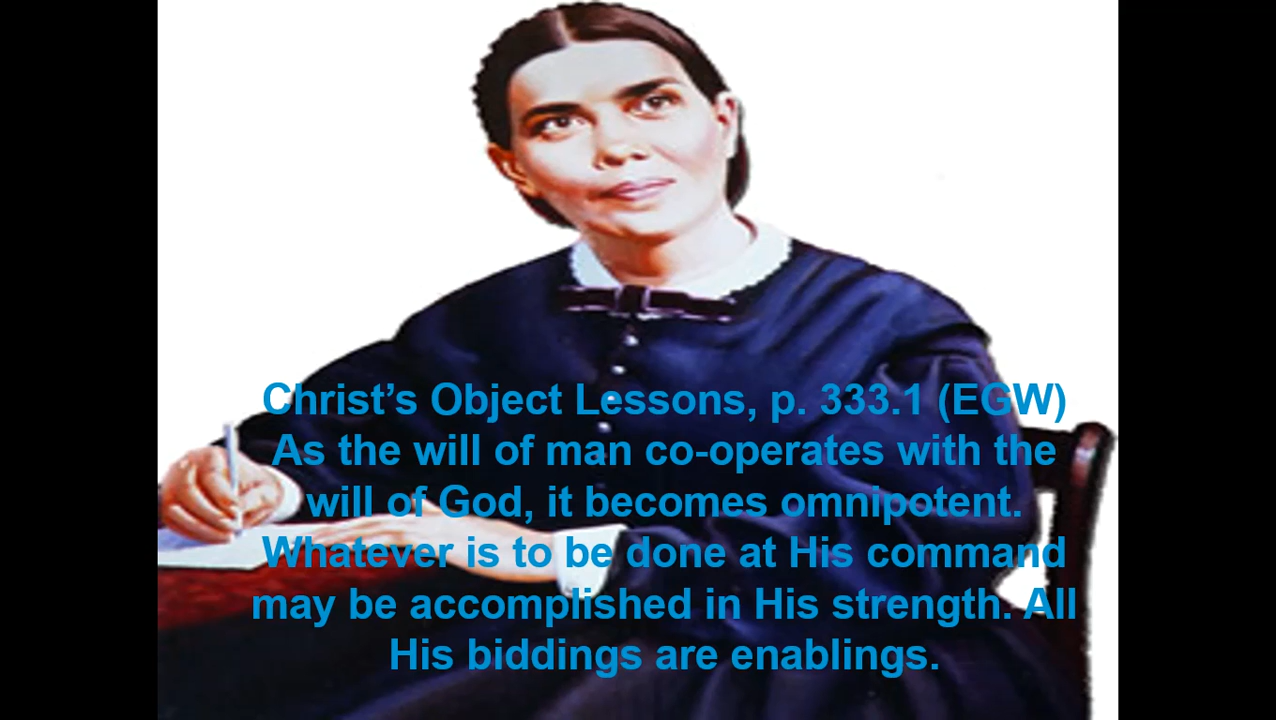 Christ’s Object Lessons, p. 333.1 (EGW)
As the will of man co-operates with the
will of God, it becomes omnipotent.
Whatever is to be done at His command
may be accomplished in His strength. All
His biddings are enablings.